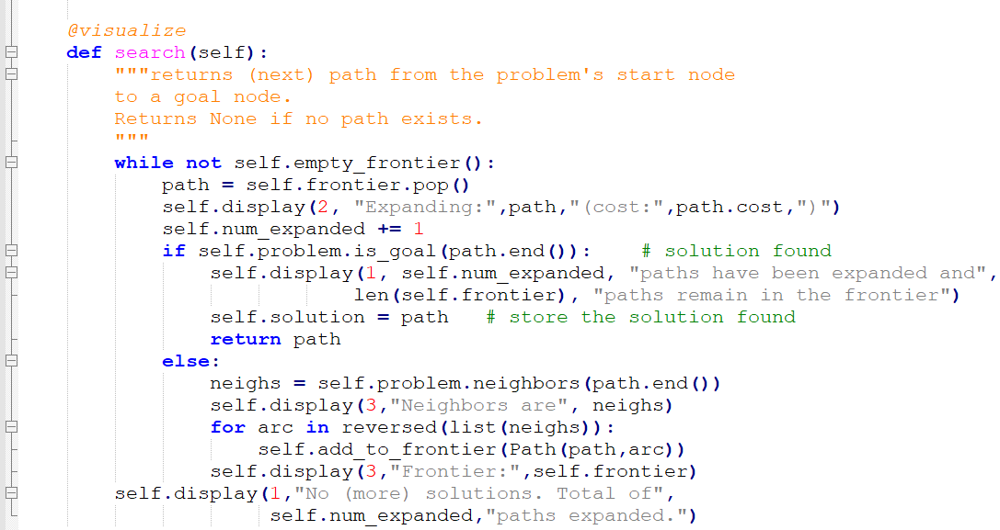 @visualize
def search(self):
"""returns (next) path from the problem's start node
to a goal node.
Returns None if no path exists.
"""
while not self.empty_frontier():
path = self.frontier.pop()
self.display(2, "Expanding:",path,"(cost:",path.cost,")")
self.num_expanded += 1
if self.problem.is_goal(path.end()):    # solution found
self.display(1, self.num_expanded, "paths have been expanded and",
len(self.frontier), "paths remain in the frontier")
self.solution = path   # store the solution found
return path
else:
neighs = self.problem.neighbors(path.end())
self.display(3,"Neighbors are", neighs)
for arc in reversed(list(neighs)):
self.add_to_frontier(Path(path,arc))
self.display(3,"Frontier:",self.frontier)
self.display(1,"No (more) solutions. Total of",
self.num_expanded,"paths expanded.")